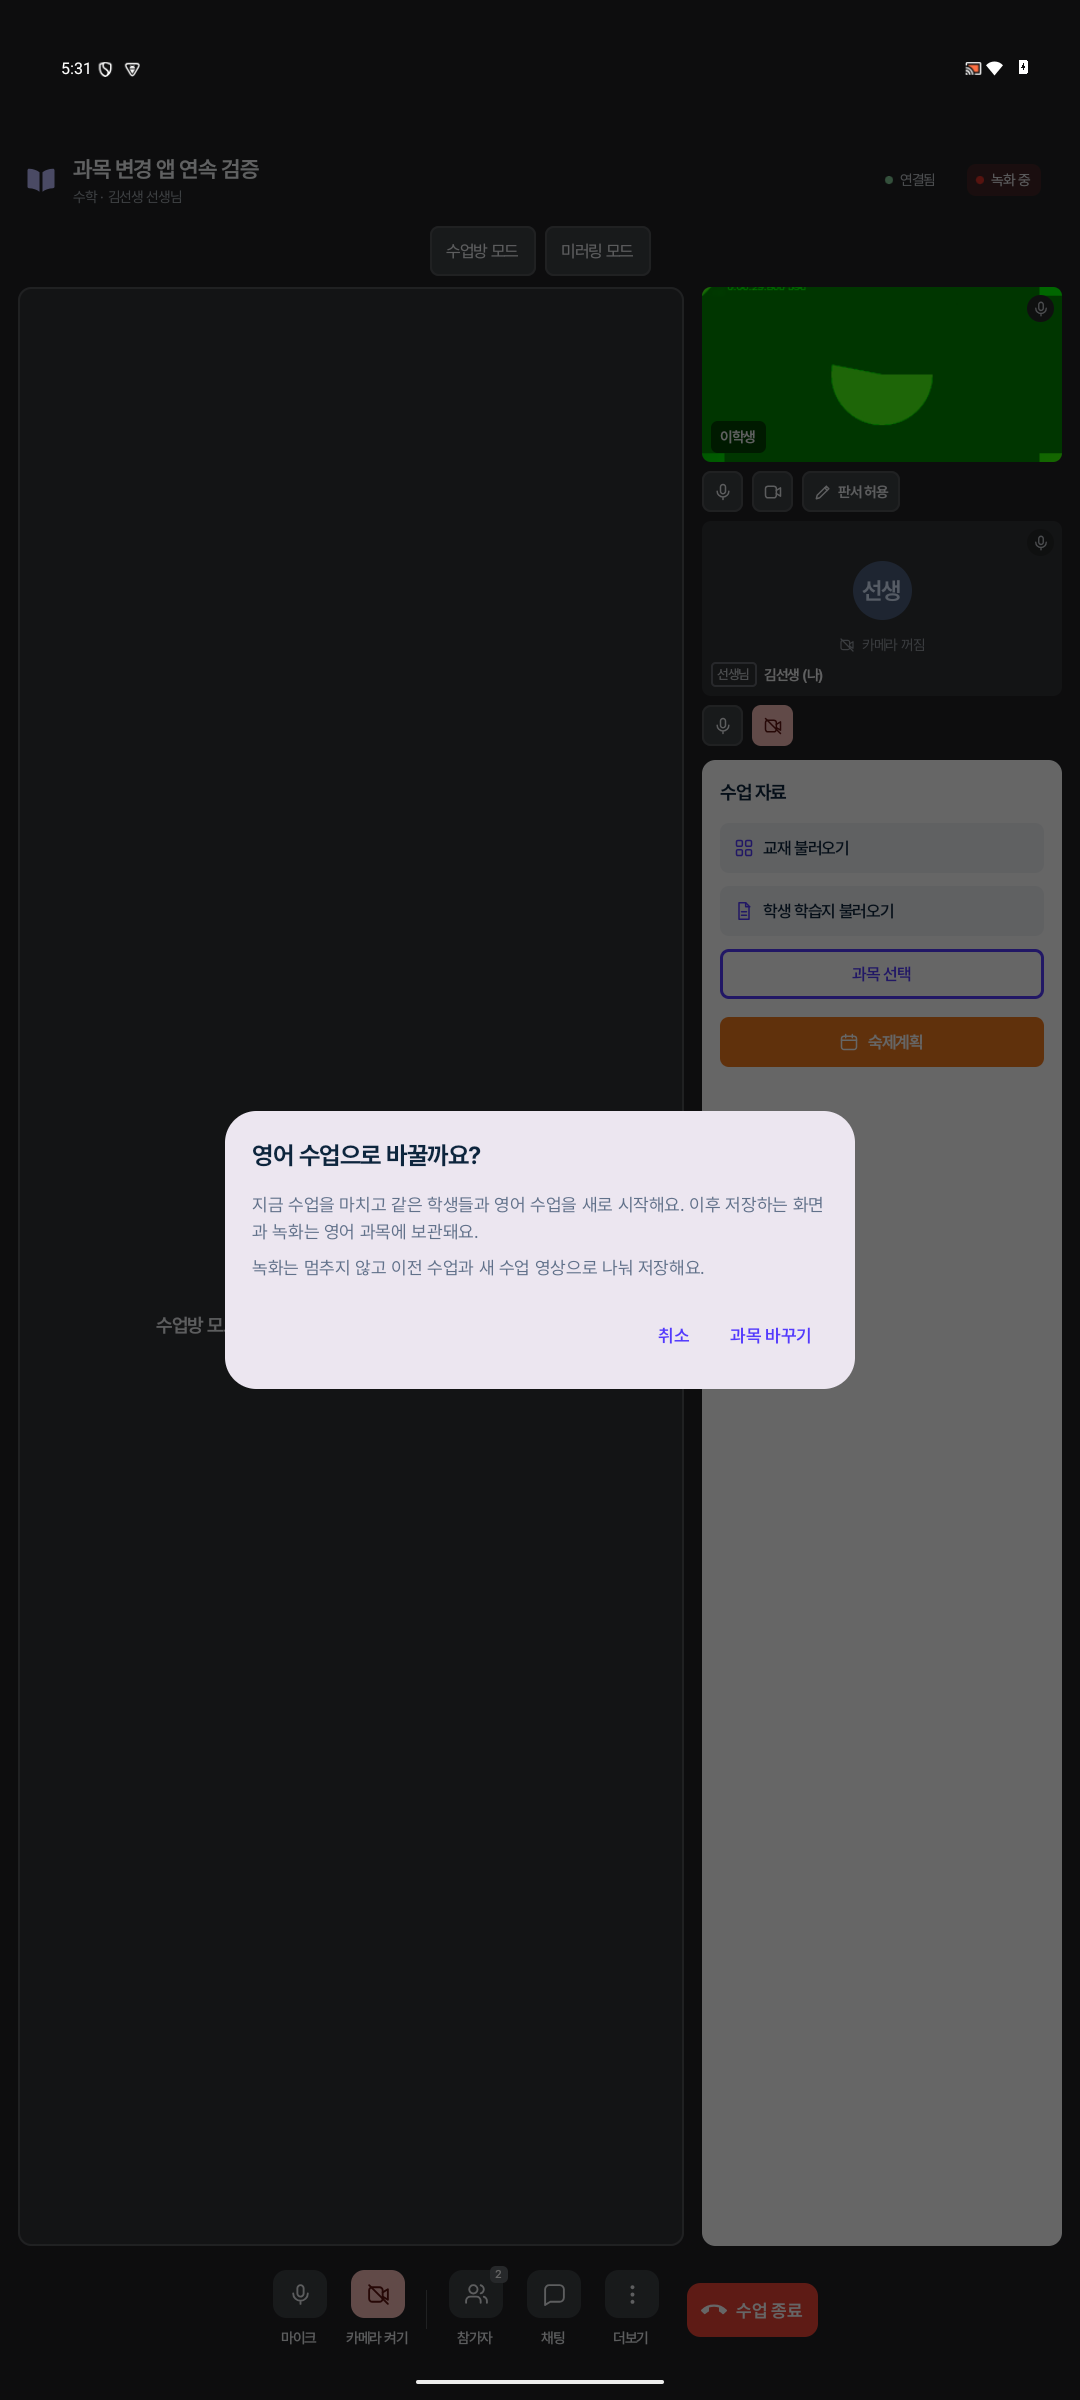 5:31
과목 변경 앱 연속 검증
수학 · 김선생 선생님
연결됨
녹화 중
수업방 모드
미러링 모드
이학생
판서 허용
선생
카메라 꺼짐
선생님 김선생 (나)
수업 자료
교재 불러오기
학생 학습지 불러오기
과목 선택
숙제계획
영어 수업으로 바꿀까요?
지금 수업을 마치고 같은 학생들과 영어 수업을 새로 시작해요. 이후 저장하는 화면
과 녹화는 영어 과목에 보관돼요.
녹화는 멈추지 않고 이전 수업과 새 수업 영상으로 나눠 저장해요.
수업방
취소
과목 바꾸기
2
마이크
카메라 켜기
참가자
채팅
더보기
수업 종료